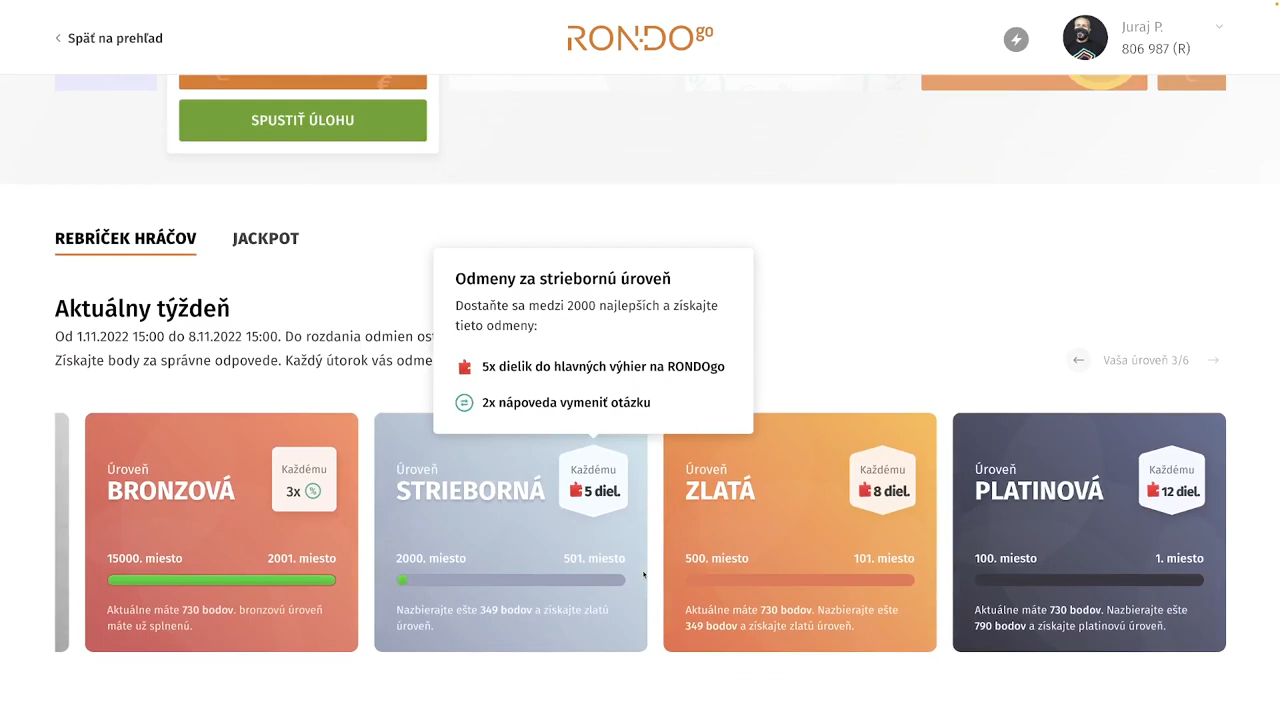 Späť na prehľad
RONDOgo
Juraj P.
806 987 (R)
SPUSTIŤ ÚLOHU
REBRÍČEK HRÁČOV
JACKPOT
Odmeny za striebornú úroveň
Dostaňte sa medzi 2000 najlepších a získajte
tieto odmeny:
5x dielik do hlavných výhier na RONDOgo
2x nápoveda vymeniť otázku
Aktuálny týždeň
Od 1.11.2022 15:00 do 8.11.2022 15:00. Do rozdania odmien
Získajte body za správne odpovede. Každý útorok vás
Vaša úroveň 3/6
Úroveň
BRONZOVÁ
Každému
3x
15000. miesto
2001. miesto
Aktuálne máte 730 bodov. bronzovú úroveň
máte už splnenú.
Úroveň
STRIEBORNÁ
Každému
5 diel.
2000. miesto
501. miesto
Nazbierajte ešte 349 bodov a získajte zlatú
úroveň.
Úroveň
ZLATÁ
Každému
8 diel.
500. miesto
101. miesto
Aktuálne máte 730 bodov. Nazbierajte ešte
349 bodov a získajte zlatú úroveň.
Úroveň
PLATINOVÁ
Každému
12 diel.
100. miesto
1. miesto
Aktuálne máte 730 bodov. Nazbierajte ešte
790 bodov a získajte platinovú úroveň.